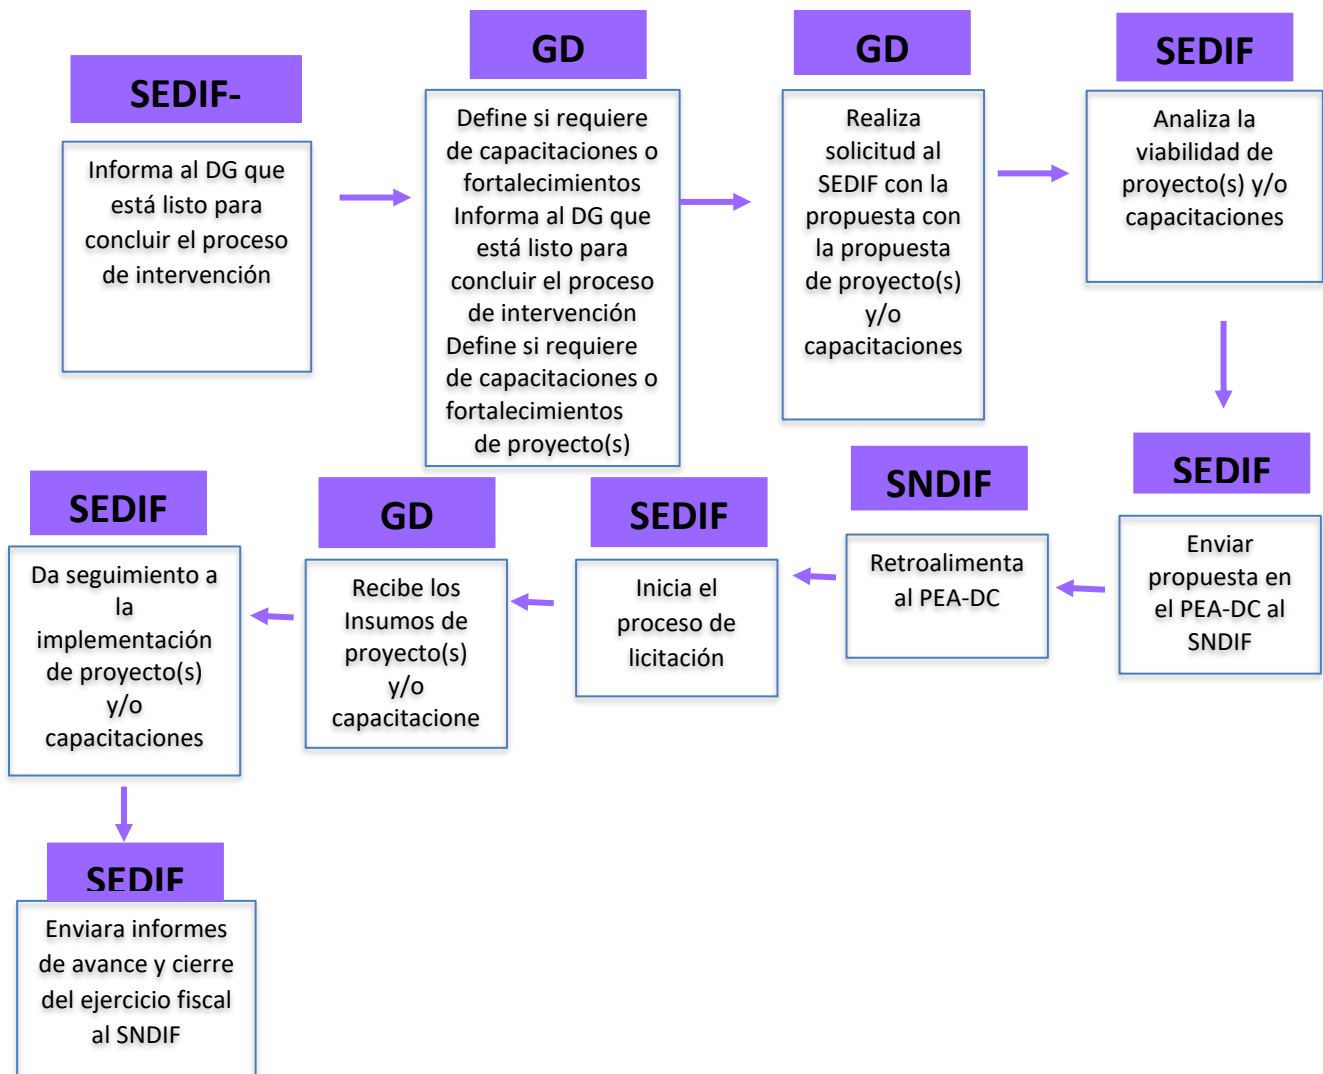 SEDIF-
Informa al DG que
está listo para
concluir el proceso
de intervención
GD
Define si requiere
de capacitaciones o
fortalecimientos
Informa al DG que
está listo para
concluir el proceso
de intervención
Define si requiere
de capacitaciones o
fortalecimientos
de proyecto(s)
GD
Realiza
solicitud al
SEDIF con la
propuesta con
la propuesta
de proyecto(s)
y/o
capacitaciones
SEDIF
Analiza la
viabilidad de
proyecto(s) y/o
capacitaciones
SEDIF
Enviar
propuesta en
el PEA-DC al
SNDIF
SNDIF
Retroalimenta
al PEA-DC
SEDIF
Inicia el
proceso de
licitación
GD
Recibe los
Insumos de
proyecto(s)
y/o
capacitacione
SEDIF
Da seguimiento a
la
implementación
de proyecto(s)
y/o
capacitaciones
SEDIF
Enviara informes
de avance y cierre
del ejercicio fiscal
al SNDIF